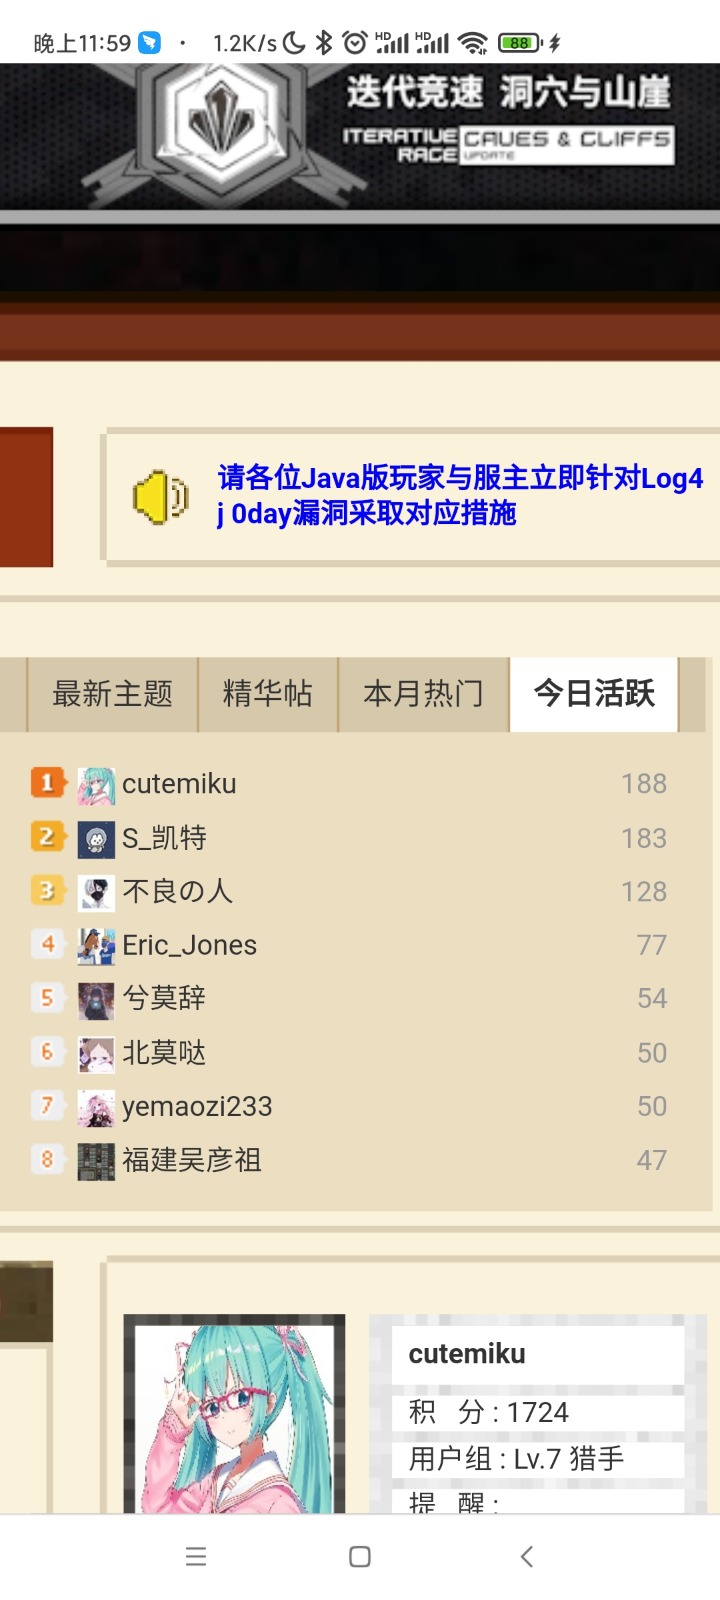 晚上11:59 · 1.2K/s HD HD 88
迭代竞速 洞穴与山崖
ITERATIVE RACE CAVES & CLIFFS UPDATE
请各位Java版玩家与服主立即针对Log4
j 0day漏洞采取对应措施
最新主题 精华帖 本月热门 今日活跃
1 cutemiku 188
2 S_凯特 183
3 不良の人 128
4 Eric_Jones 77
5 兮莫辞 54
6 北莫哒 50
7 yemaozi233 50
8 福建吴彦祖 47
cutemiku
积 分 : 1724
用户组 : Lv.7 猎手
提 醒 :